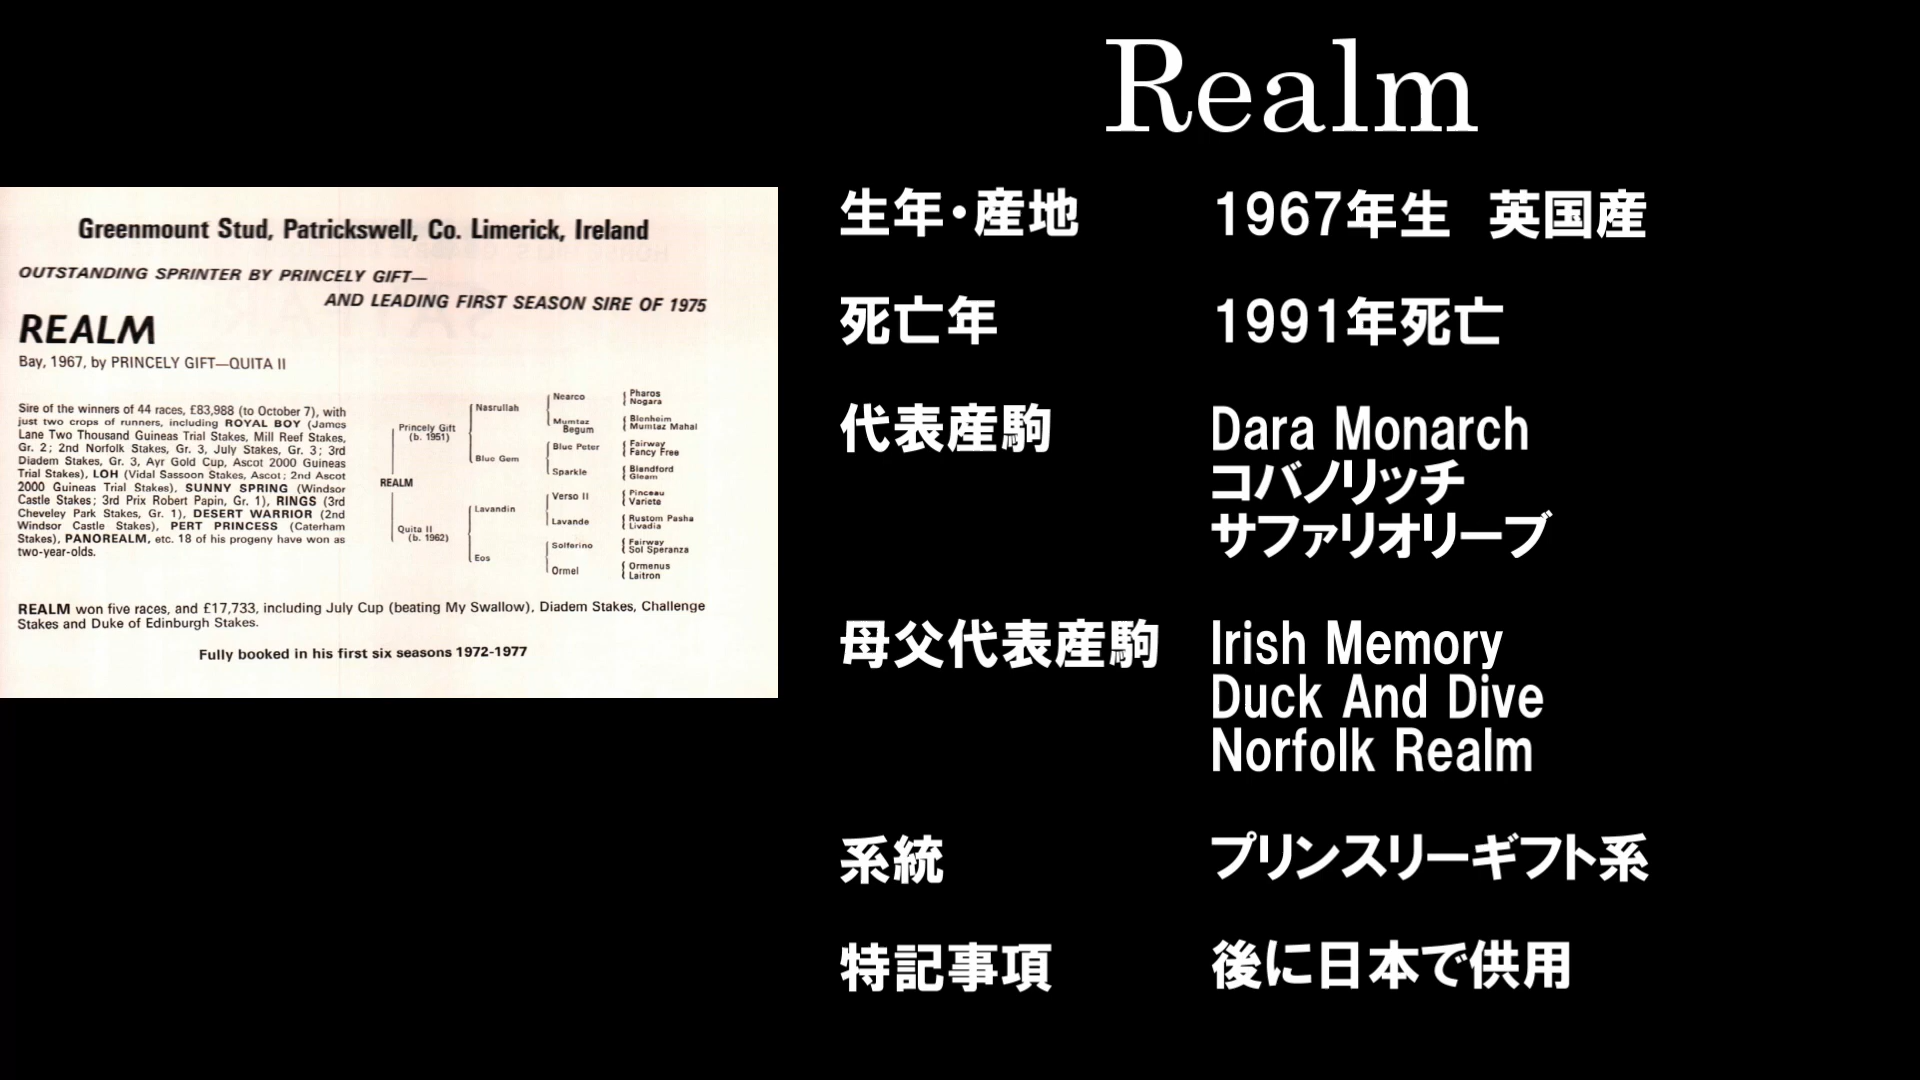 Realm
Greenmount Stud, Patrickswell, Co. Limerick, Ireland
OUTSTANDING SPRINTER BY PRINCELY GIFT—
AND LEADING FIRST SEASON SIRE OF 1975
REALM
Bay, 1967, by PRINCELY GIFT—QUITA II
Sire of the winners of 44 races, £83,988 (to October 7), with
just two crops of runners, including ROYAL BOY (James
Lane Two Thousand Guineas Trial Stakes, Mill Reef Stakes,
Gr. 2; 2nd Norfolk Stakes, Gr. 3, July Stakes, Gr. 3; 3rd
Diadem Stakes, Gr. 3, Ayr Gold Cup, Ascot 2000 Guineas
Trial Stakes), LOH (Vidal Sassoon Stakes, Ascot; 2nd Ascot
2000 Guineas Trial Stakes), SUNNY SPRING (Windsor
Castle Stakes; 3rd Prix Robert Papin, Gr. 1), RINGS (3rd
Cheveley Park Stakes, Gr. 1), DESERT WARRIOR (2nd
Windsor Castle Stakes), PERT PRINCESS (Caterham
Stakes), PANOREALM, etc. 18 of his progeny have won as
two-year-olds.
REALM
Princely Gift
(b. 1951)
Quita II
(b. 1962)
Nasrullah
Blue Gem
Lavandin
Eos
Nearco
Mumtaz
Begum
Blue Peter
Sparkle
Verso II
Lavande
Solferino
Ormel
Pharos
Nogara
Blenheim
Mumtaz Mahal
Fairway
Fancy Free
Blandford
Gleam
Pinceau
Variete
Rustom Pasha
Livadia
Fairway
Sol Speranza
Ormenus
Laitron
REALM won five races, and £17,733, including July Cup (beating My Swallow), Diadem Stakes, Challenge
Stakes and Duke of Edinburgh Stakes.
Fully booked in his first six seasons 1972-1977
生年・産地 1967年生 英国産
死亡年 1991年死亡
代表産駒 Dara Monarch
コバノリッチ
サファリオリーブ
母父代表産駒 Irish Memory
Duck And Dive
Norfolk Realm
系統 プリンスリーギフト系
特記事項 後に日本で供用